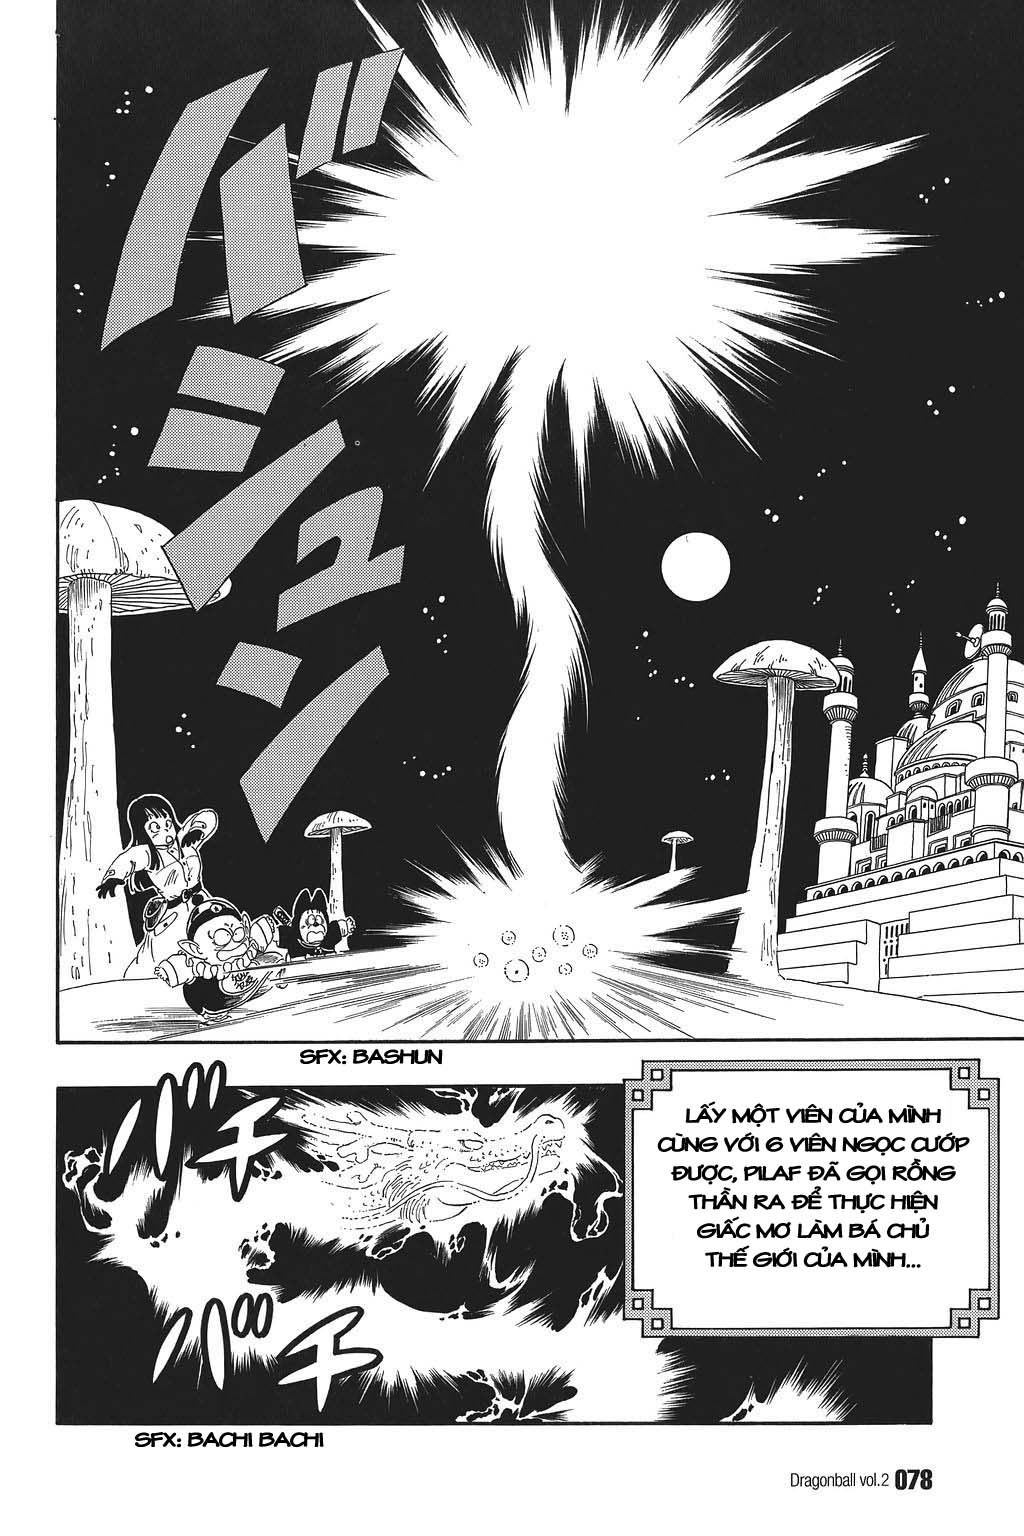 バシュン
SFX: BASHUN
バチ
バチ
LẤY MỘT VIÊN CỦA MÌNH
CÙNG VỚI 6 VIÊN NGỌC CƯỚP
ĐƯỢC, PILAF ĐÃ GỌI RỒNG
THẦN RA ĐỂ THỰC HIỆN
GIẤC MƠ LÀM BÁ CHỦ
THẾ GIỚI CỦA MÌNH...
SFX: BACHI BACHI
Dragonball vol.2 078